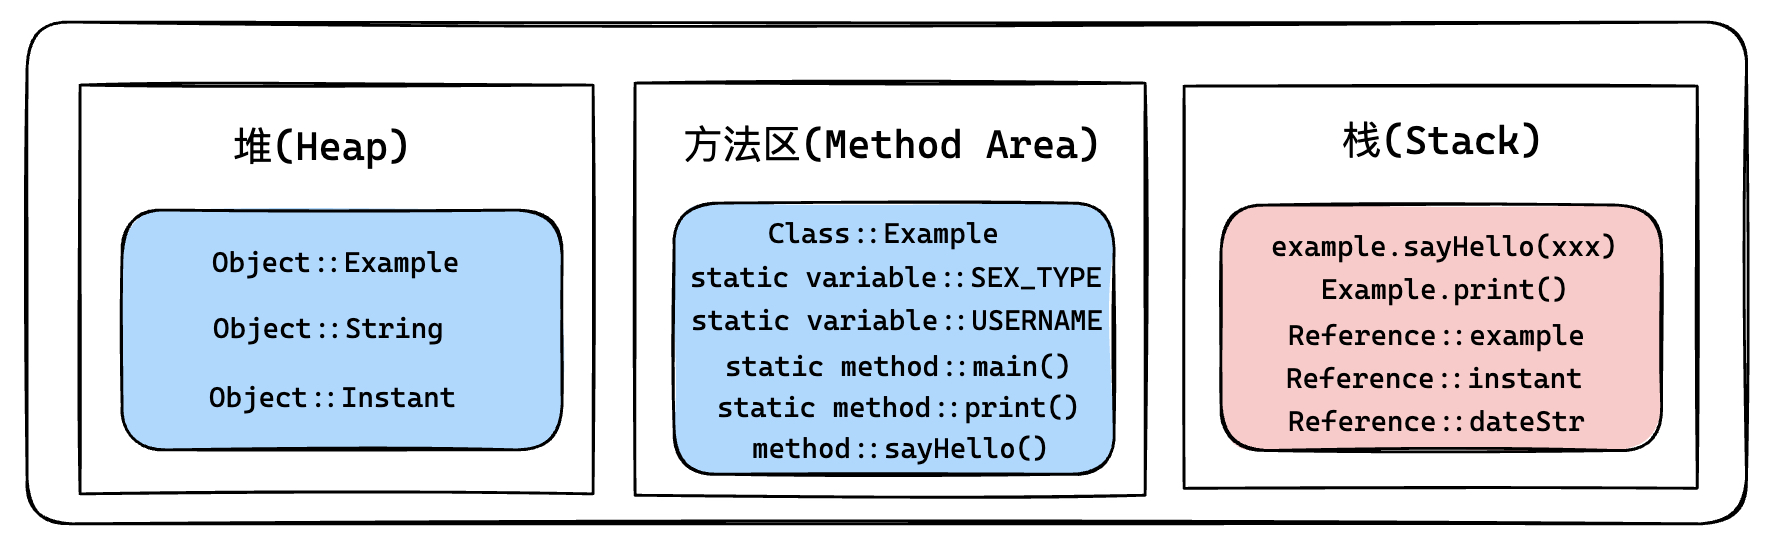 堆(Heap)
Object::Example
Object::String
Object::Instant
方法区(Method Area)
Class::Example
static variable::SEX_TYPE
static variable::USERNAME
static method::main()
static method::print()
method::sayHello()
栈(Stack)
example.sayHello(xxx)
Example.print()
Reference::example
Reference::instant
Reference::dateStr